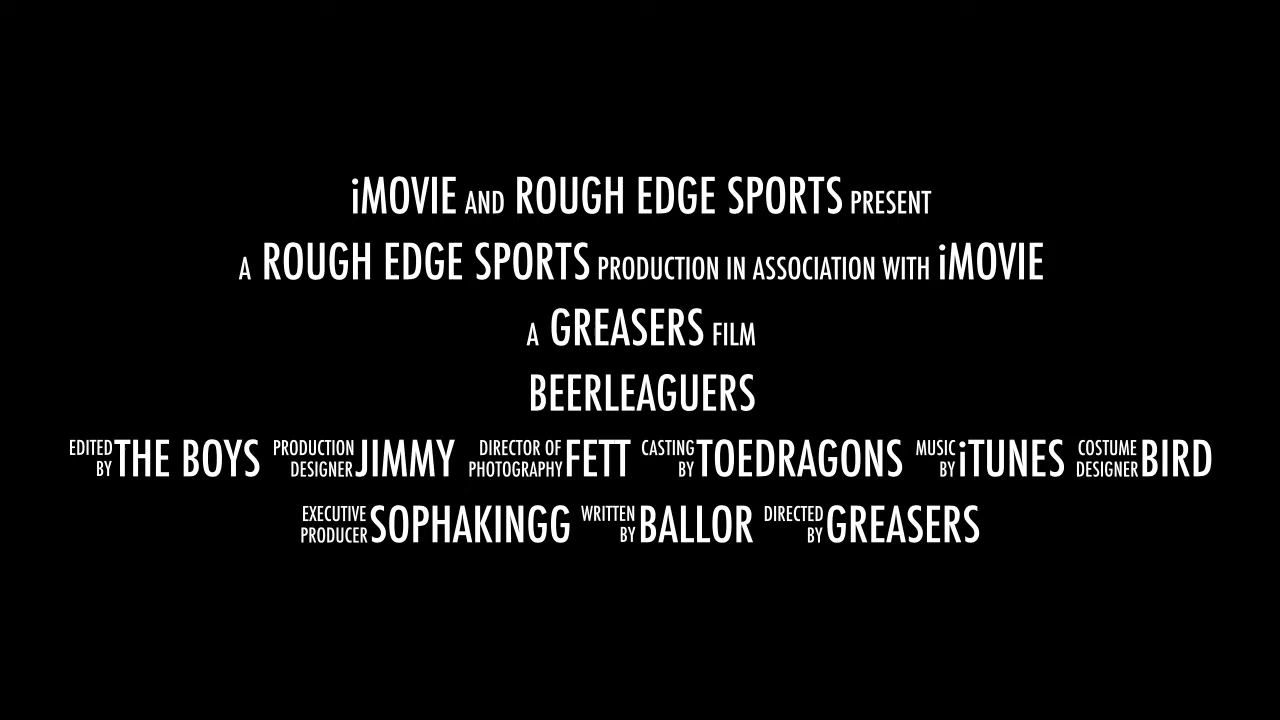 iMOVIE AND ROUGH EDGE SPORTS PRESENT
A ROUGH EDGE SPORTS PRODUCTION IN ASSOCIATION WITH iMOVIE
A GREASERS FILM
BEERLEAGUERS
EDITED BY THE BOYS PRODUCTION DESIGNER JIMMY DIRECTOR OF PHOTOGRAPHY FETT CASTING BY TOEDRAGONS MUSIC BY iTUNES COSTUME DESIGNER BIRD
EXECUTIVE PRODUCER SOPHAKINGG WRITTEN BY BALLOR DIRECTED BY GREASERS